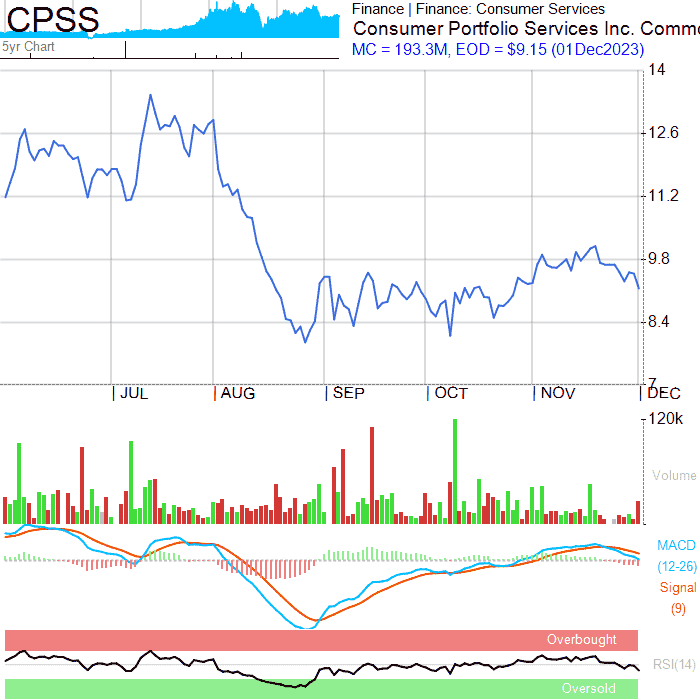 CPSS
5yr Chart
Finance | Finance: Consumer Services
Consumer Portfolio Services Inc. Commo
MC = 193.3M, EOD = $9.15 (01Dec2023)
14
12.6
11.2
9.8
8.4
7
JUL
AUG
SEP
OCT
NOV
DEC
120k
Volume
MACD
(12-26)
Signal
(9)
Overbought
RSI(14)
Oversold